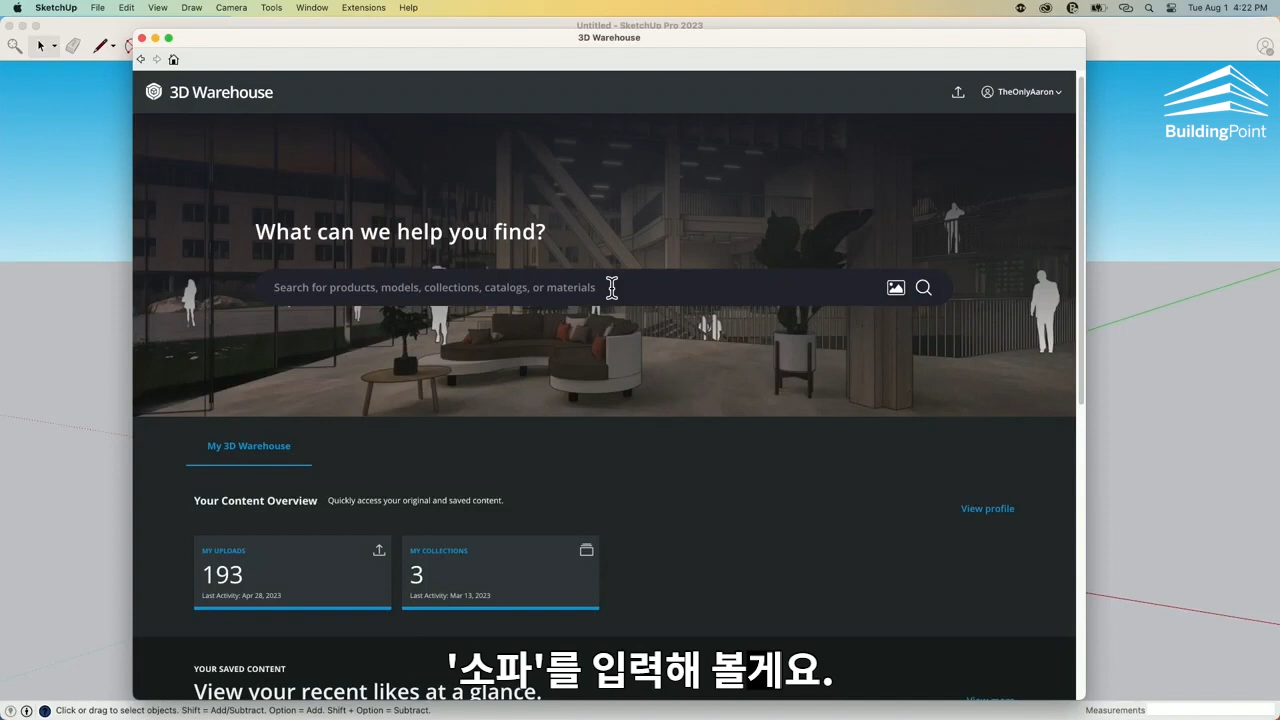 SketchUp File Edit View Draw Camera Tools Window Extensions Help Tue Aug 1 4:22 PM
Untitled - SketchUp Pro 2023
3D Warehouse
3D Warehouse
TheOnlyAaron
BuildingPoint
What can we help you find?
Search for products, models, collections, catalogs, or materials
My 3D Warehouse
Your Content Overview Quickly access your original and saved content.
View profile
MY UPLOADS
193
Last Activity: Apr 28, 2023
MY COLLECTIONS
3
Last Activity: Mar 13, 2023
YOUR SAVED CONTENT
View your recent likes at a glance.
View more
'소파'를 입력해 볼게요.
Click or drag to select objects. Shift = Add/Subtract. Option = Add. Shift + Option = Subtract.
Measurements